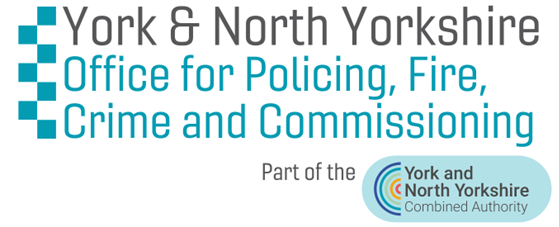 York & North Yorkshire
Office for Policing, Fire,
Crime and Commissioning
Part of the
York and
North Yorkshire
Combined Authority